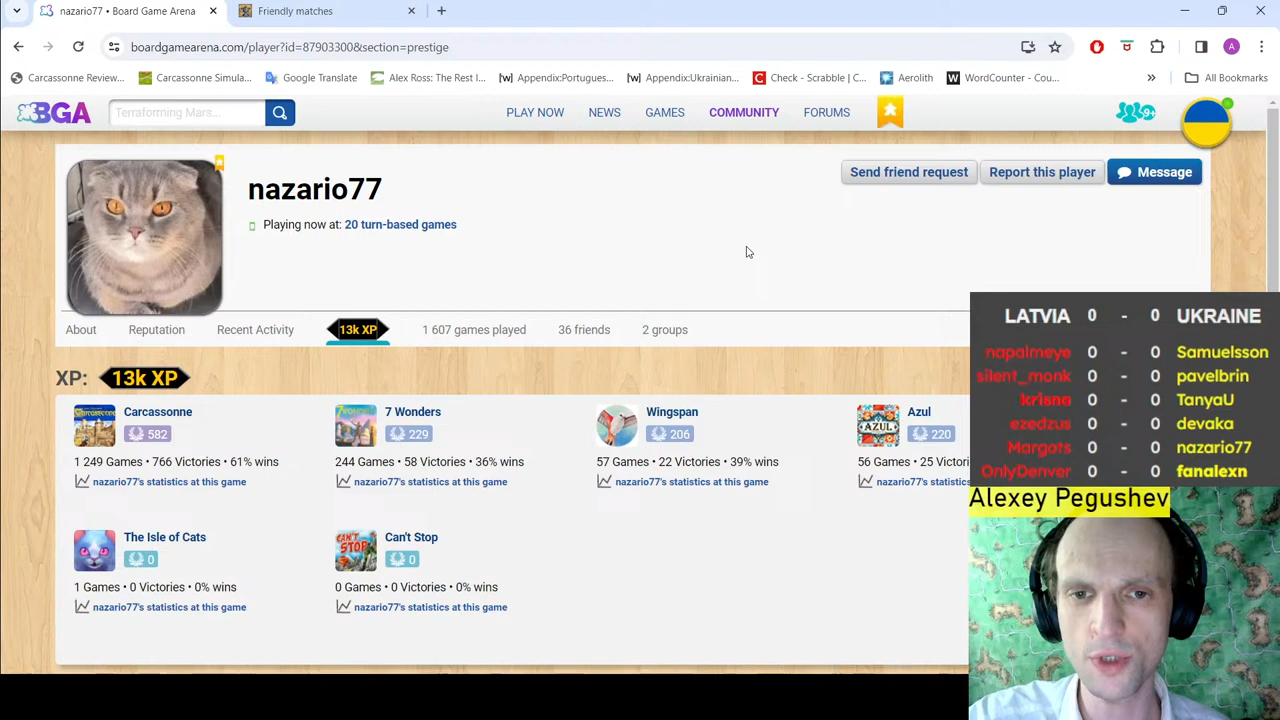 nazario77 • Board Game Arena
Friendly matches
boardgamearena.com/player?id=87903300&section=prestige
Carcassonne Review...
Carcassonne Simula...
Google Translate
Alex Ross: The Rest I...
[wv] Appendix:Portugues...
[wv] Appendix:Ukrainian...
Check - Scrabble | C...
Aerolith
WordCounter - Cou...
All Bookmarks
BGA
Terraforming Mars...
PLAY NOW
NEWS
GAMES
COMMUNITY
FORUMS
9+
nazario77
Send friend request
Report this player
Message
Playing now at: 20 turn-based games
About
Reputation
Recent Activity
13k XP
1 607 games played
36 friends
2 groups
XP: 13k XP
Carcassonne
582
1 249 Games • 766 Victories • 61% wins
nazario77's statistics at this game
7 Wonders
229
244 Games • 58 Victories • 36% wins
nazario77's statistics at this game
Wingspan
206
57 Games • 22 Victories • 39% wins
nazario77's statistics at this game
Azul
220
56 Games • 25 Victo
nazario77's statistics at this
The Isle of Cats
0
1 Games • 0 Victories • 0% wins
nazario77's statistics at this game
Can't Stop
0
0 Games • 0 Victories • 0% wins
nazario77's statistics at this game
LATVIA 0 - 0 UKRAINE
napalmeye 0 - 0 Samuelsson
silent_monk 0 - 0 pavelbrin
krisna 0 - 0 TanyaU
ezedzus 0 - 0 devaka
Margots 0 - 0 nazario77
OnlyDenver 0 - 0 fanalexn
Alexey Pegushev